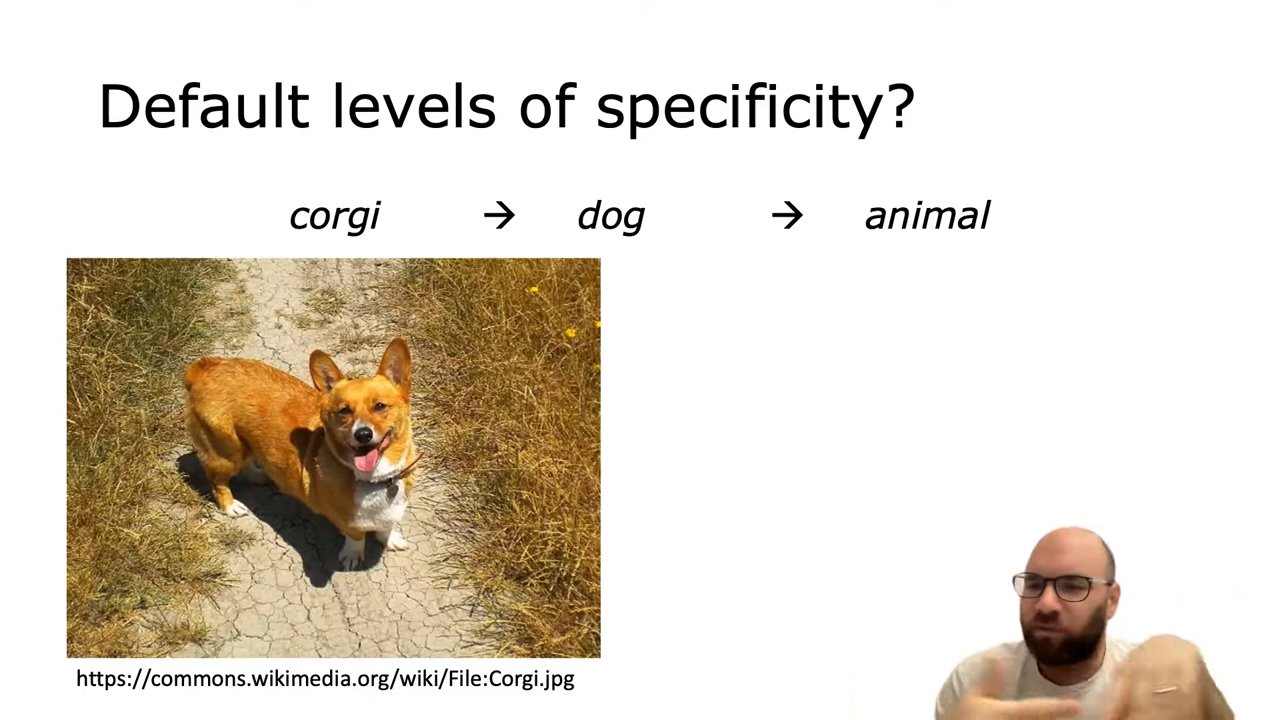 Default levels of specificity?
corgi → dog → animal
https://commons.wikimedia.org/wiki/File:Corgi.jpg